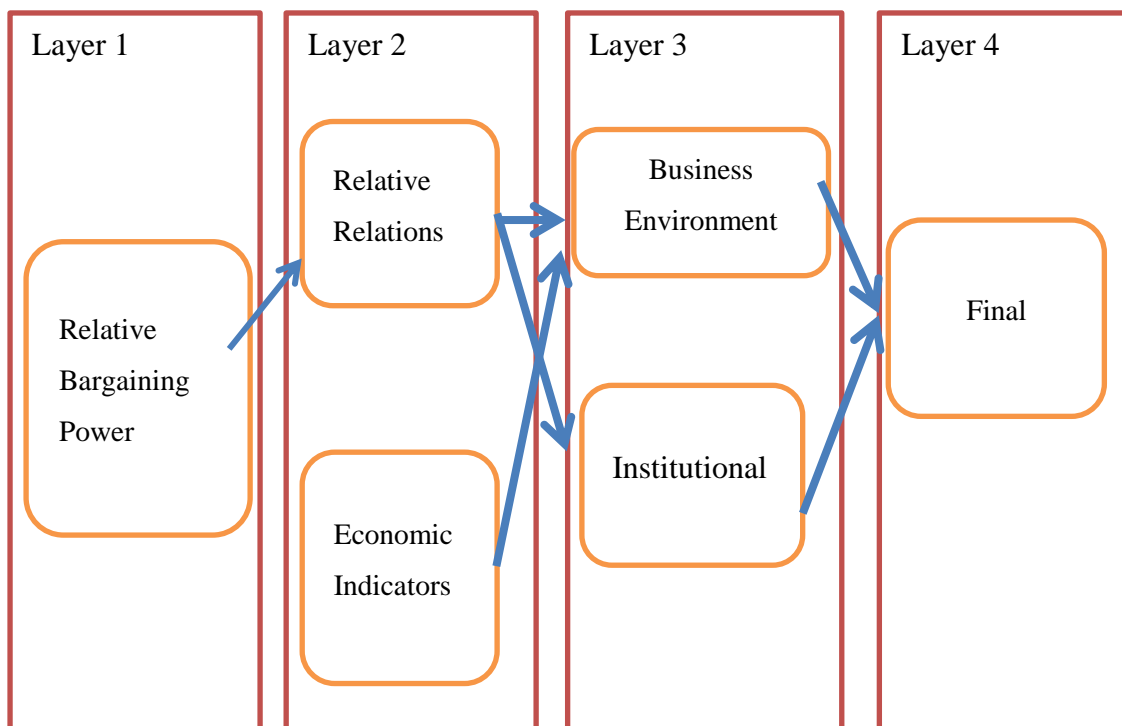 Layer 1
Relative
Bargaining
Power
Layer 2
Relative
Relations
Economic
Indicators
Layer 3
Business
Environment
Institutional
Layer 4
Final